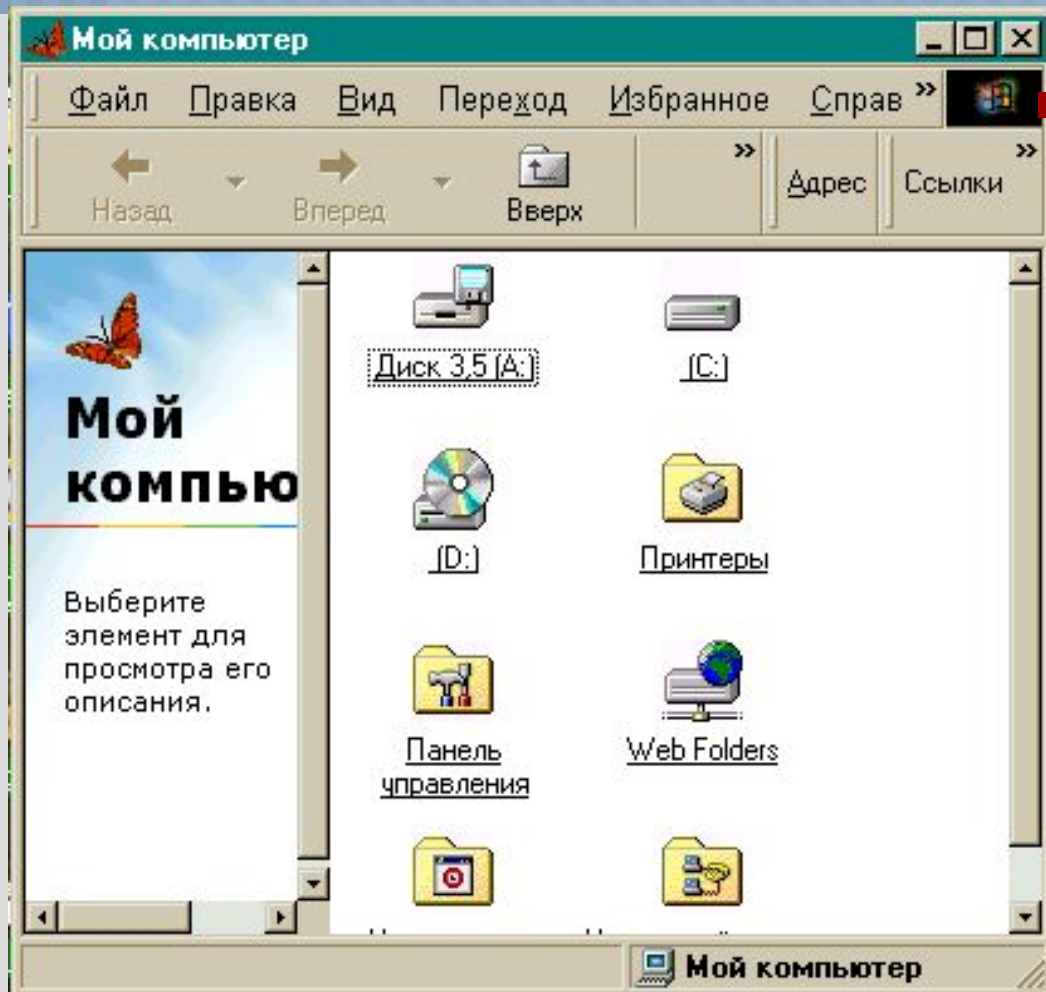 Мой компьютер
Файл Правка Вид Переход Избранное Справ »
Назад Вперед Вверх » Адрес Ссылки »
Мой
компью
Выберите
элемент для
просмотра его
описания.
Диск 3,5 (A:) (C:)
(D:) Принтеры
Панель
управления
Web Folders
Мой компьютер